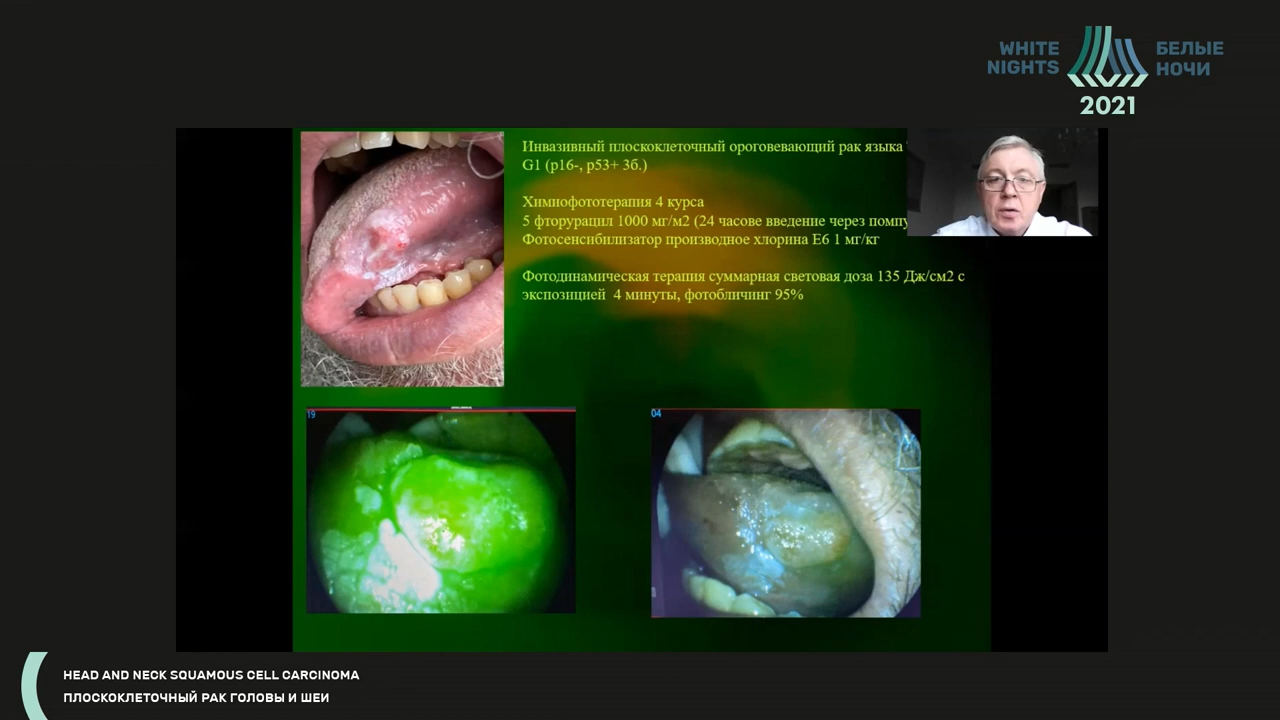 WHITE NIGHTS
БЕЛЫЕ НОЧИ
2021
Инвазивный плоскоклеточный ороговевающий рак языка
G1 (p16-, p53+ 3б.)
Химиофототерапия 4 курса
5 фторурацил 1000 мг/м2 (24 часове введение через помпу
Фотосенсибилизатор производное хлорина Е6 1 мг/кг
Фотодинамическая терапия суммарная световая доза 135 Дж/см2 с
экспозицией 4 минуты, фотобличинг 95%
19
04
HEAD AND NECK SQUAMOUS CELL CARCINOMA
ПЛОСКОКЛЕТОЧНЫЙ РАК ГОЛОВЫ И ШЕИ